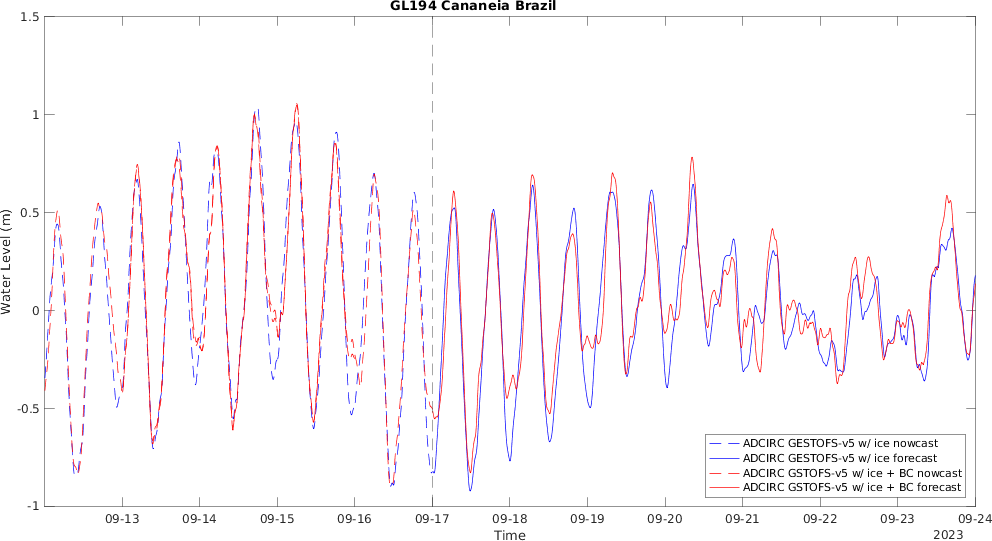 GL194 Cananeia Brazil
Water Level (m)
1.5
1
0.5
0
-0.5
-1
09-13
09-14
09-15
09-16
09-17
09-18
09-19
09-20
09-21
09-22
09-23
09-24
Time
2023
ADCIRC GESTOFS-v5 w/ ice nowcast
ADCIRC GESTOFS-v5 w/ ice forecast
ADCIRC GSTOFS-v5 w/ ice + BC nowcast
ADCIRC GSTOFS-v5 w/ ice + BC forecast